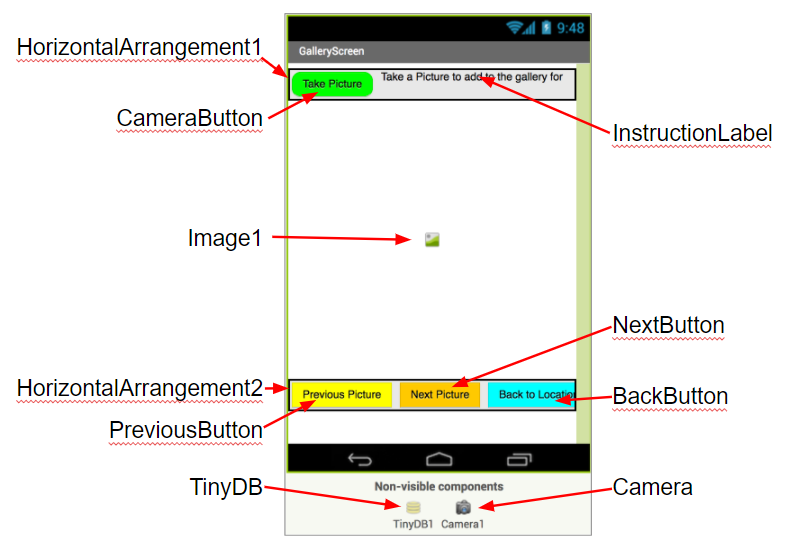 9:48
HorizontalArrangement1
GalleryScreen
Take Picture
Take a Picture to add to the gallery for
CameraButton
InstructionLabel
Image1
NextButton
HorizontalArrangement2
Previous Picture
Next Picture
Back to Locatio
BackButton
PreviousButton
TinyDB
Non-visible components
Camera
TinyDB1
Camera1